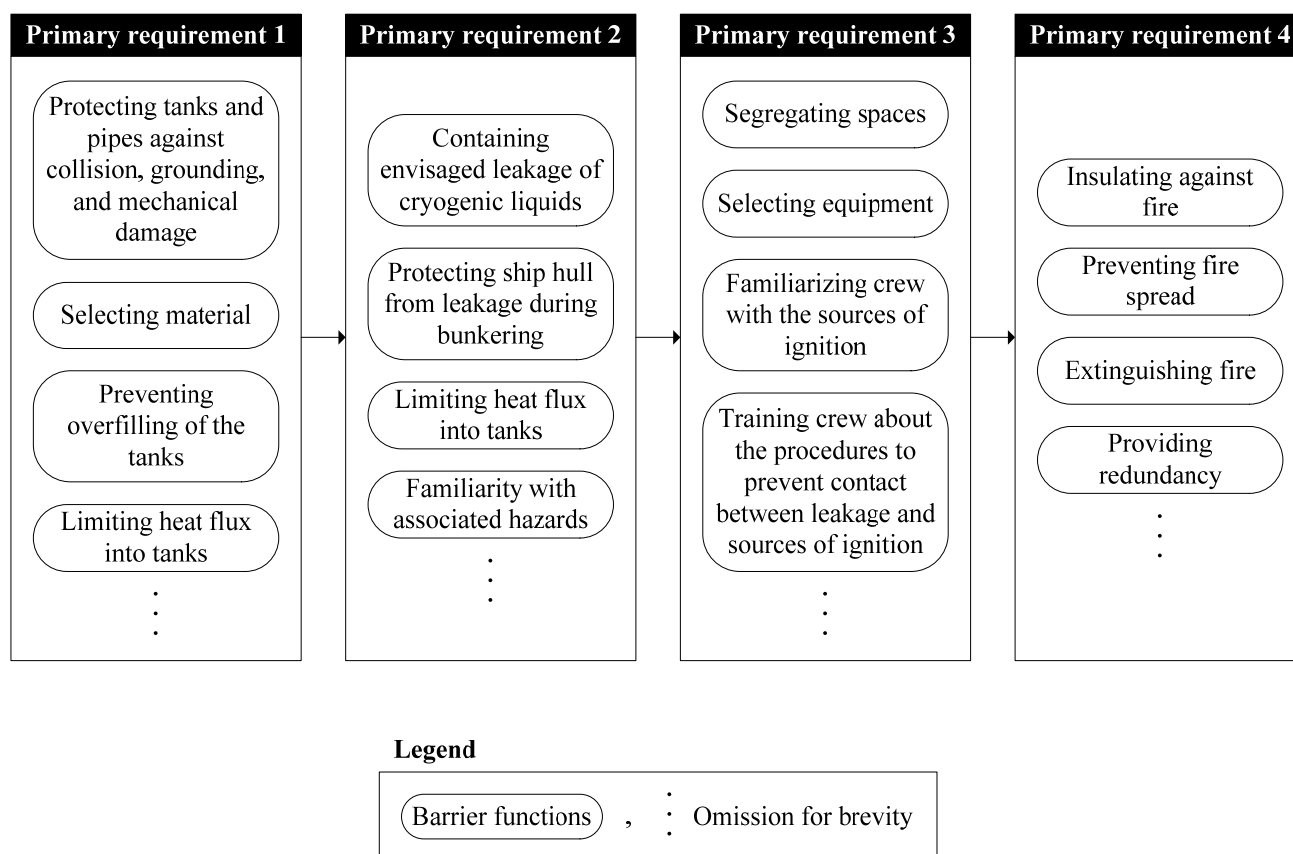 Primary requirement 1
Protecting tanks and
pipes against
collision, grounding,
and mechanical
damage
Selecting material
Preventing
overfilling of the
tanks
Limiting heat flux
into tanks
Primary requirement 2
Containing
envisaged leakage of
cryogenic liquids
Protecting ship hull
from leakage during
bunkering
Limiting heat flux
into tanks
Familiarity with
associated hazards
Primary requirement 3
Segregating spaces
Selecting equipment
Familiarizing crew
with the sources of
ignition
Training crew about
the procedures to
prevent contact
between leakage and
sources of ignition
Primary requirement 4
Insulating against
fire
Preventing fire
spread
Extinguishing fire
Providing
redundancy
Legend
Barrier functions , Omission for brevity